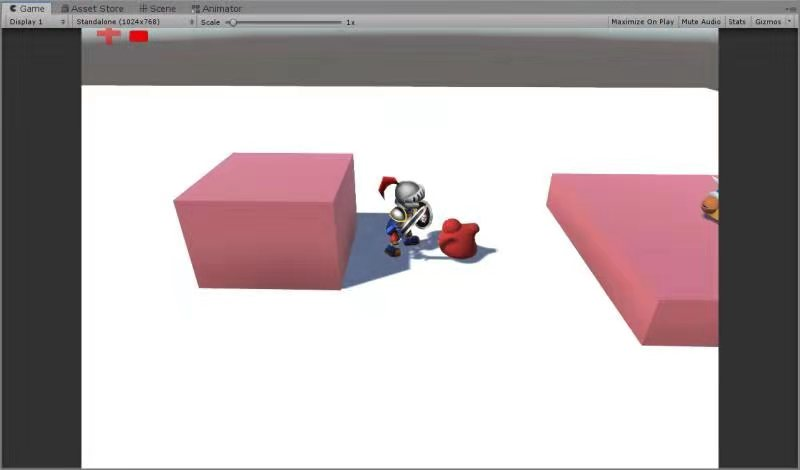 Game Asset Store Scene Animator
Display 1 Standalone (1024x768) Scale 1x Maximize On Play Mute Audio Stats Gizmos